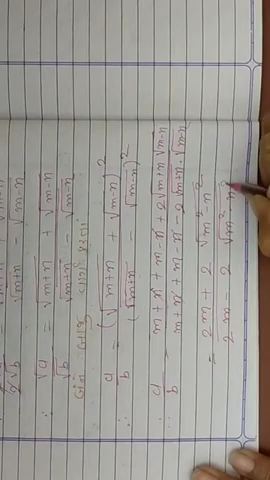 √m+n - √m-n
∴ √a/√b = √m+n + √m-n / √m+n - √m-n
∴ a/b = (√m+n + √m-n)² / (√m+n - √m-n)²
∴ a/b = m+n+m-n+2√m+n √m-n / m+n+m-n-2√m+n . √m-n
= 2m + 2√m²-n² / 2m - 2√m²-n²